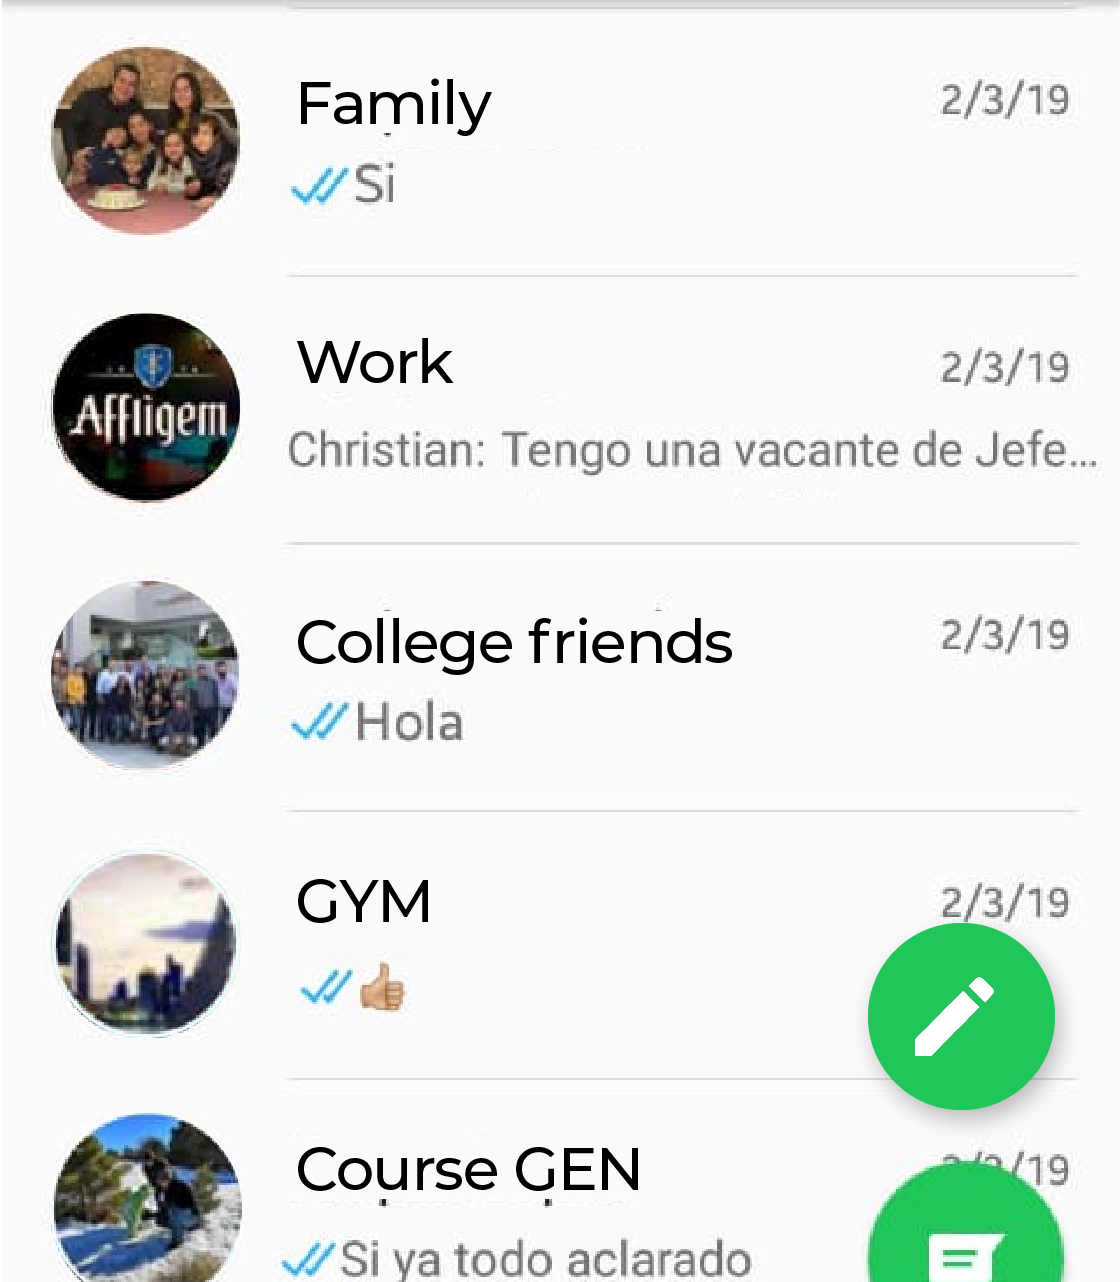 Family
2/3/19
Si
Work
2/3/19
Affligem
Christian: Tengo una vacante de Jefe...
College friends
2/3/19
Hola
GYM
2/3/19
Course GEN
/19
Si ya todo aclarado